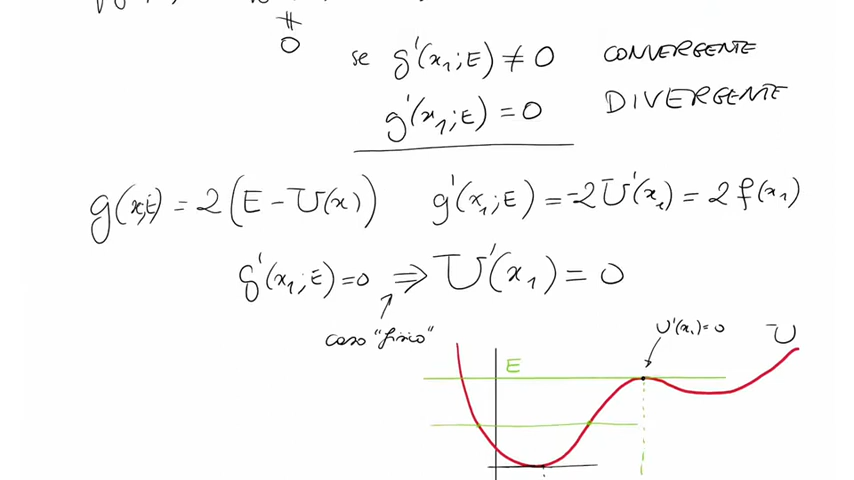 0
se g'(x₁;E) ≠ 0 CONVERGENTE
g'(x₁;E) = 0 DIVERGENTE
g(x,E) = 2(E - U(x)) g'(x₁;E) = -2U'(x₁) = 2f(x₁)
g'(x₁;E) = 0 ⇒ U'(x₁) = 0
caso "fisico"
U'(x₁) = 0 U
E